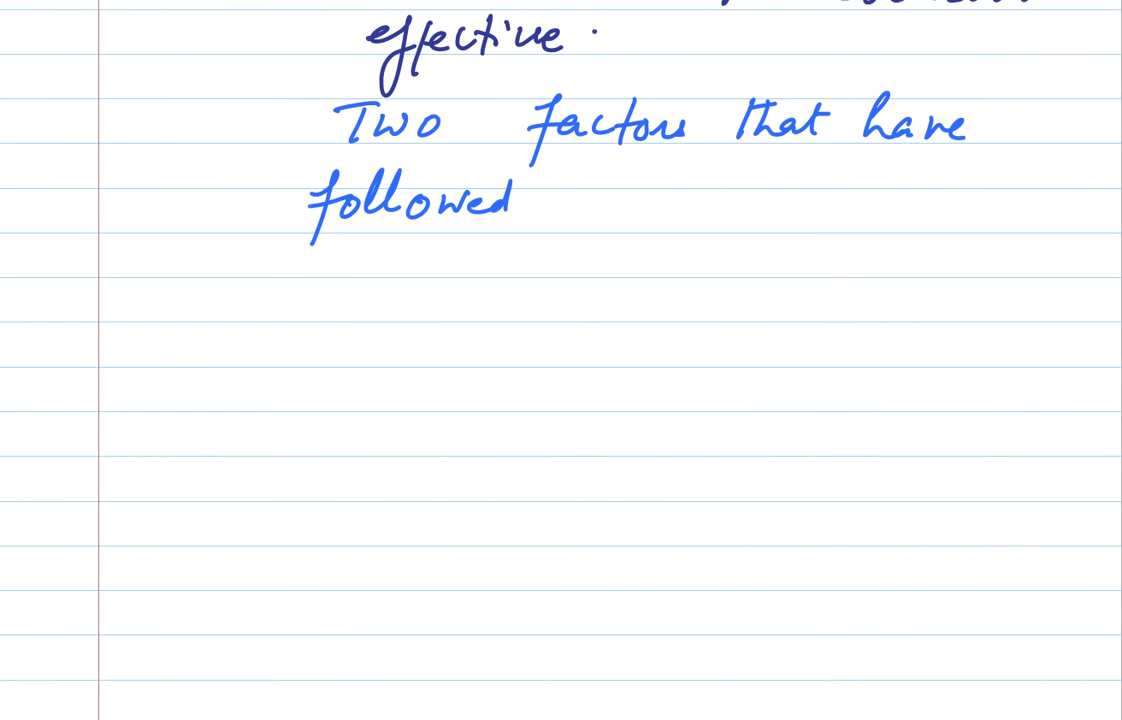 effective.
Two factors that have
followed